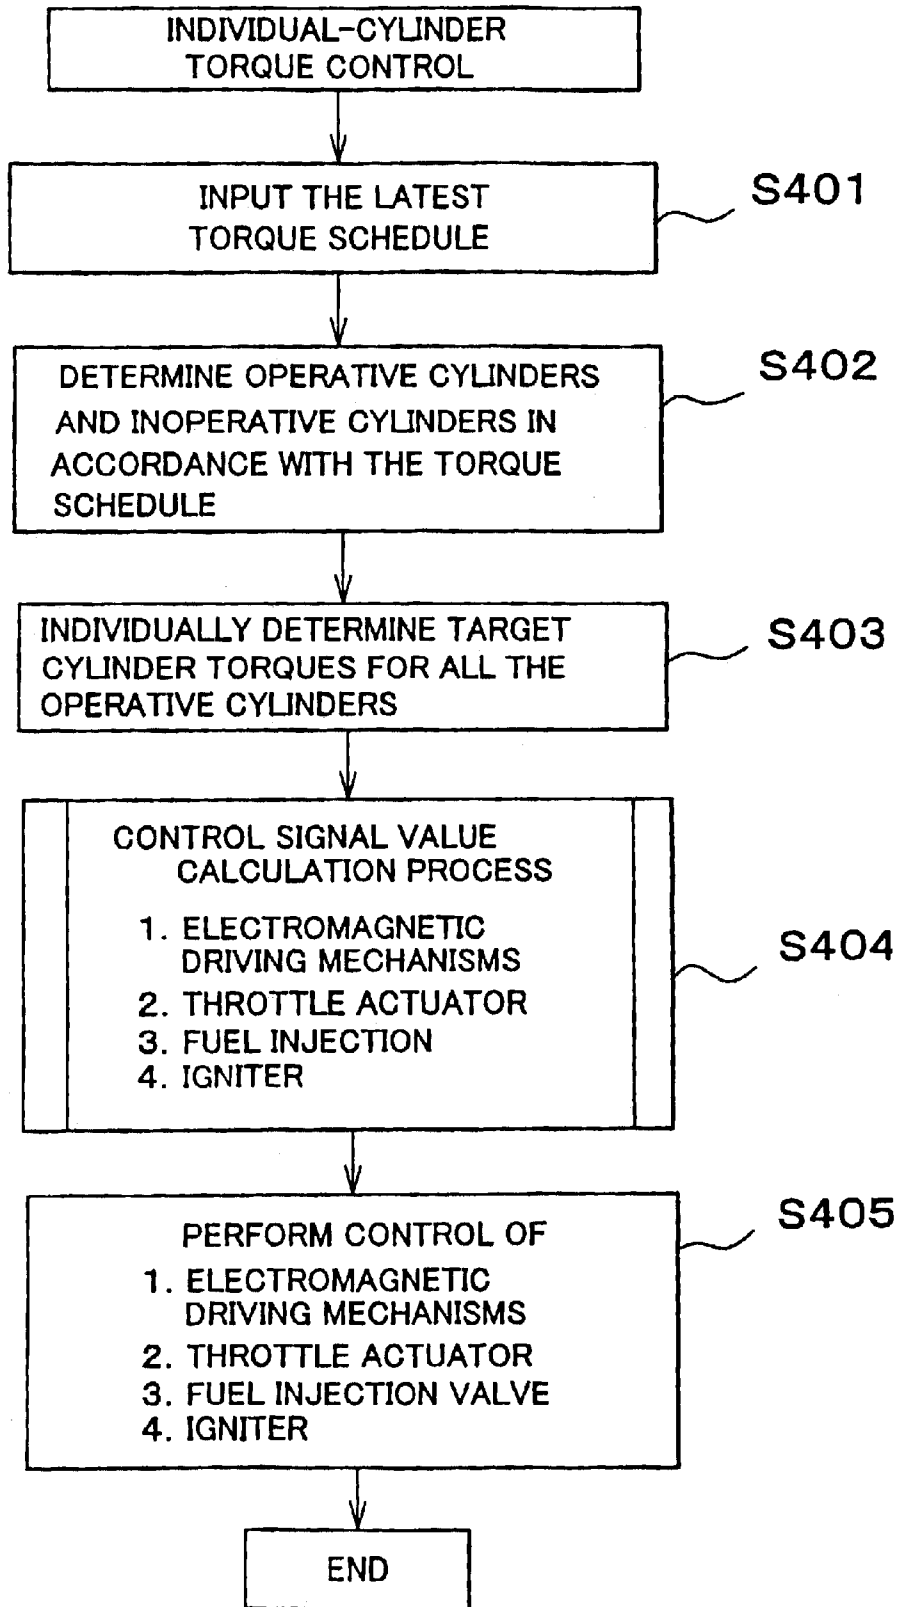 INDIVIDUAL-CYLINDER
TORQUE CONTROL
INPUT THE LATEST
TORQUE SCHEDULE
S401
DETERMINE OPERATIVE CYLINDERS
AND INOPERATIVE CYLINDERS IN
ACCORDANCE WITH THE TORQUE
SCHEDULE
S402
INDIVIDUALLY DETERMINE TARGET
CYLINDER TORQUES FOR ALL THE
OPERATIVE CYLINDERS
S403
CONTROL SIGNAL VALUE
CALCULATION PROCESS
1. ELECTROMAGNETIC
DRIVING MECHANISMS
2. THROTTLE ACTUATOR
3. FUEL INJECTION
4. IGNITER
S404
PERFORM CONTROL OF
1. ELECTROMAGNETIC
DRIVING MECHANISMS
2. THROTTLE ACTUATOR
3. FUEL INJECTION VALVE
4. IGNITER
S405
END